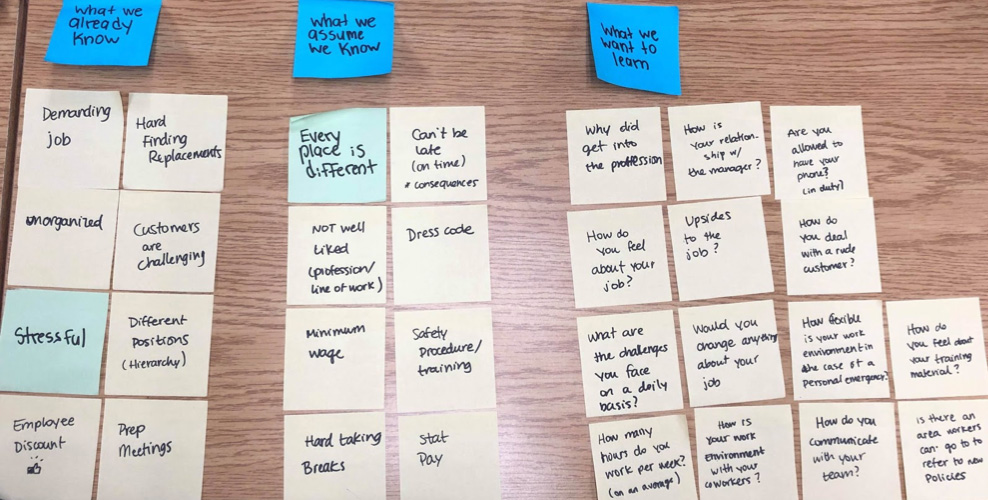 what we
already
know
Demanding
job
Hard
Finding
Replacements
unorganized
Customers
are
challenging
Stressful
Different
Positions
(Hierarchy)
Employee
Discount
Prep
Meetings
what we
assume
we know
Every
place is
different
Can't be
late
(on time)
* consequences
NOT well
liked
(profession/
line of work)
Dress code
Minimum
wage
Safety
Procedure/
training
Hard taking
Breaks
Stat
Pay
What we
want to
learn
Why did
get into
the proffession
How is
your relation-
ship w/
the manager?
Are you
allowed to
have your
phone?
(in duty)
How do
you feel
about your
job?
Upsides
to the
job?
How do
you deal
with a rude
customer?
What are
the challenges
you face
on a daily
basis?
Would you
change anything
about your
job
How flexible
is your work
environment in
the case of a
personal emergency?
How do
you feel about
your training
material?
How many
hours do you
work per week?
(on an average)
How is
your work
environment
with your
coworkers?
How do you
communicate
with your
team?
is there an
area workers
can go to to
refer to new
Policies